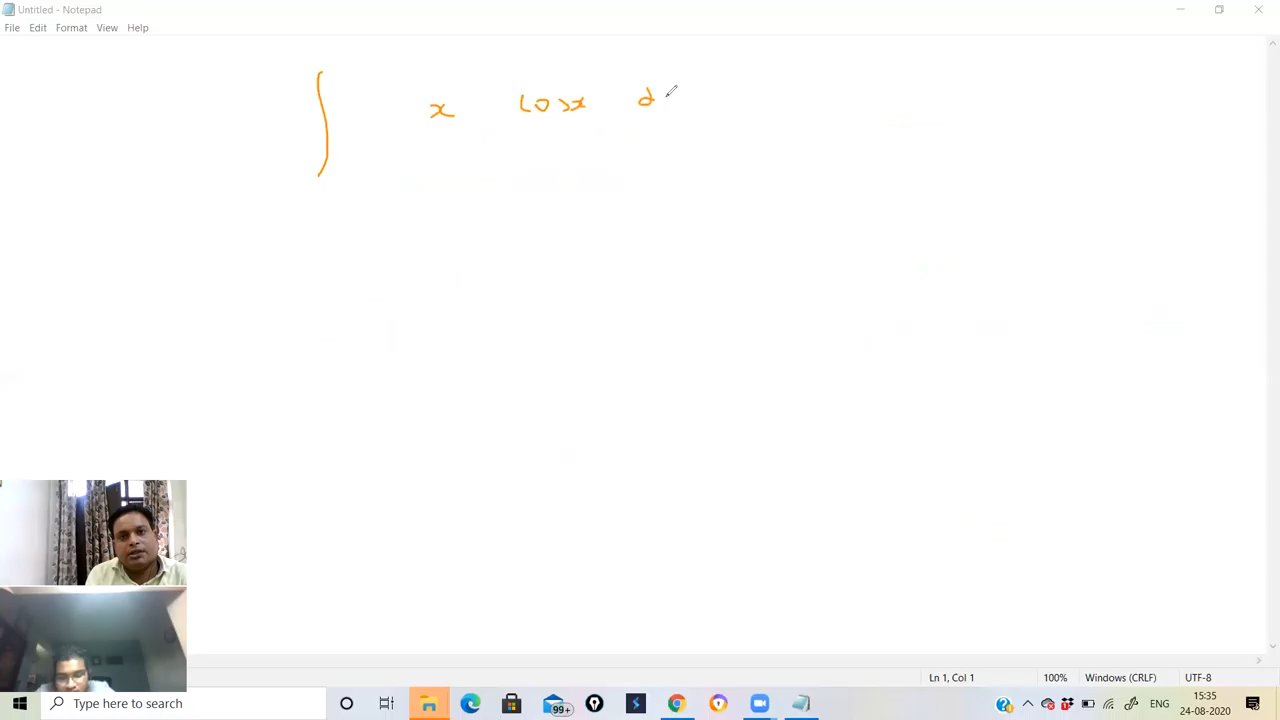 Untitled - Notepad
File Edit Format View Help
∫ x cosx d
Ln 1, Col 1 100% Windows (CRLF) UTF-8
Type here to search
99+
ENG
15:35
24-08-2020